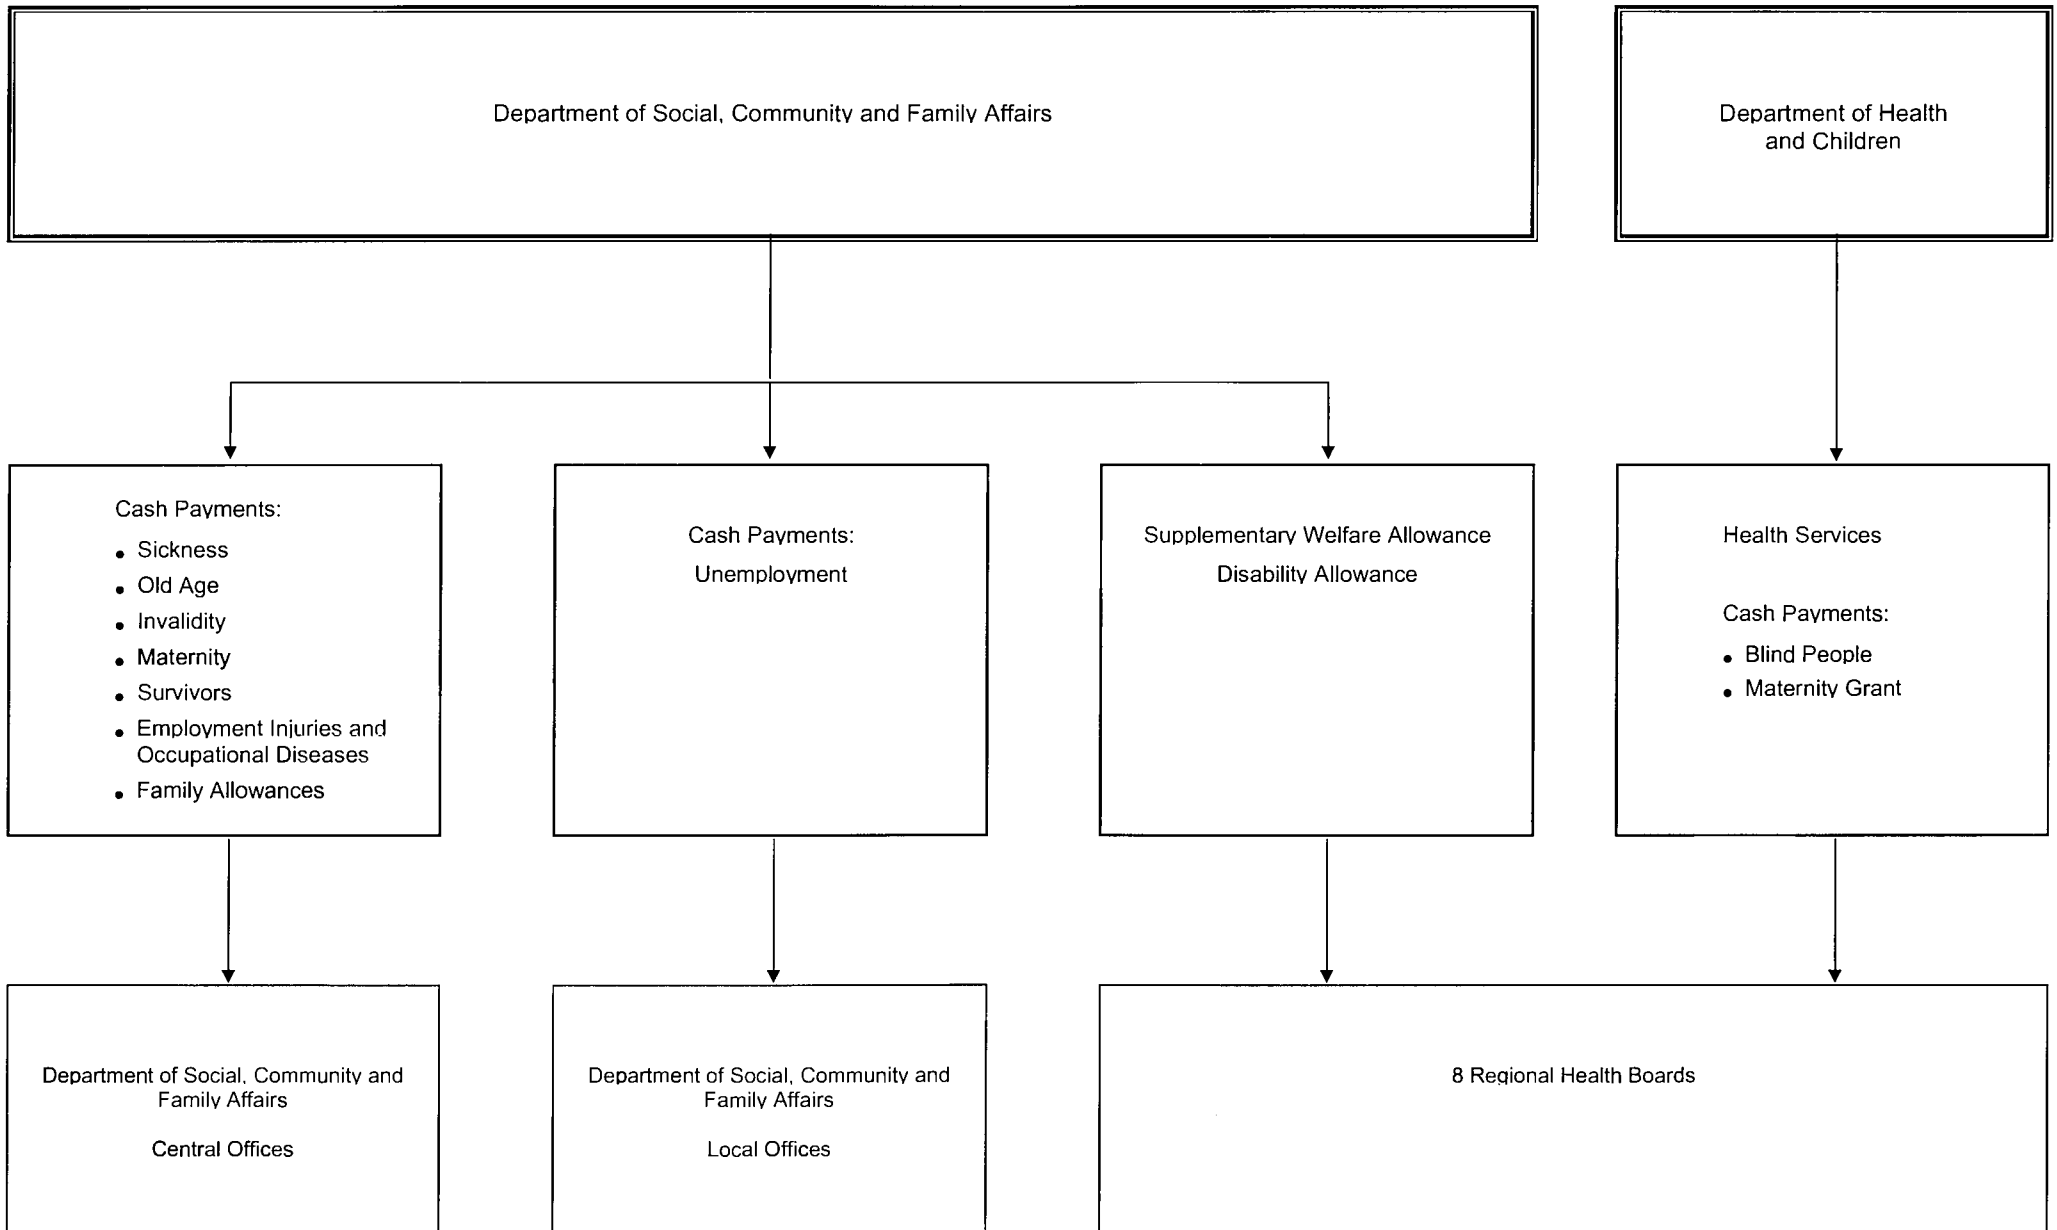 Department of Social, Community and Family Affairs
Department of Health
and Children
Cash Payments:
• Sickness
• Old Age
• Invalidity
• Maternity
• Survivors
• Employment Injuries and
Occupational Diseases
• Family Allowances
Cash Payments:
Unemployment
Supplementary Welfare Allowance
Disability Allowance
Health Services
Cash Payments:
• Blind People
• Maternity Grant
Department of Social, Community and
Family Affairs
Central Offices
Department of Social, Community and
Family Affairs
Local Offices
8 Regional Health Boards